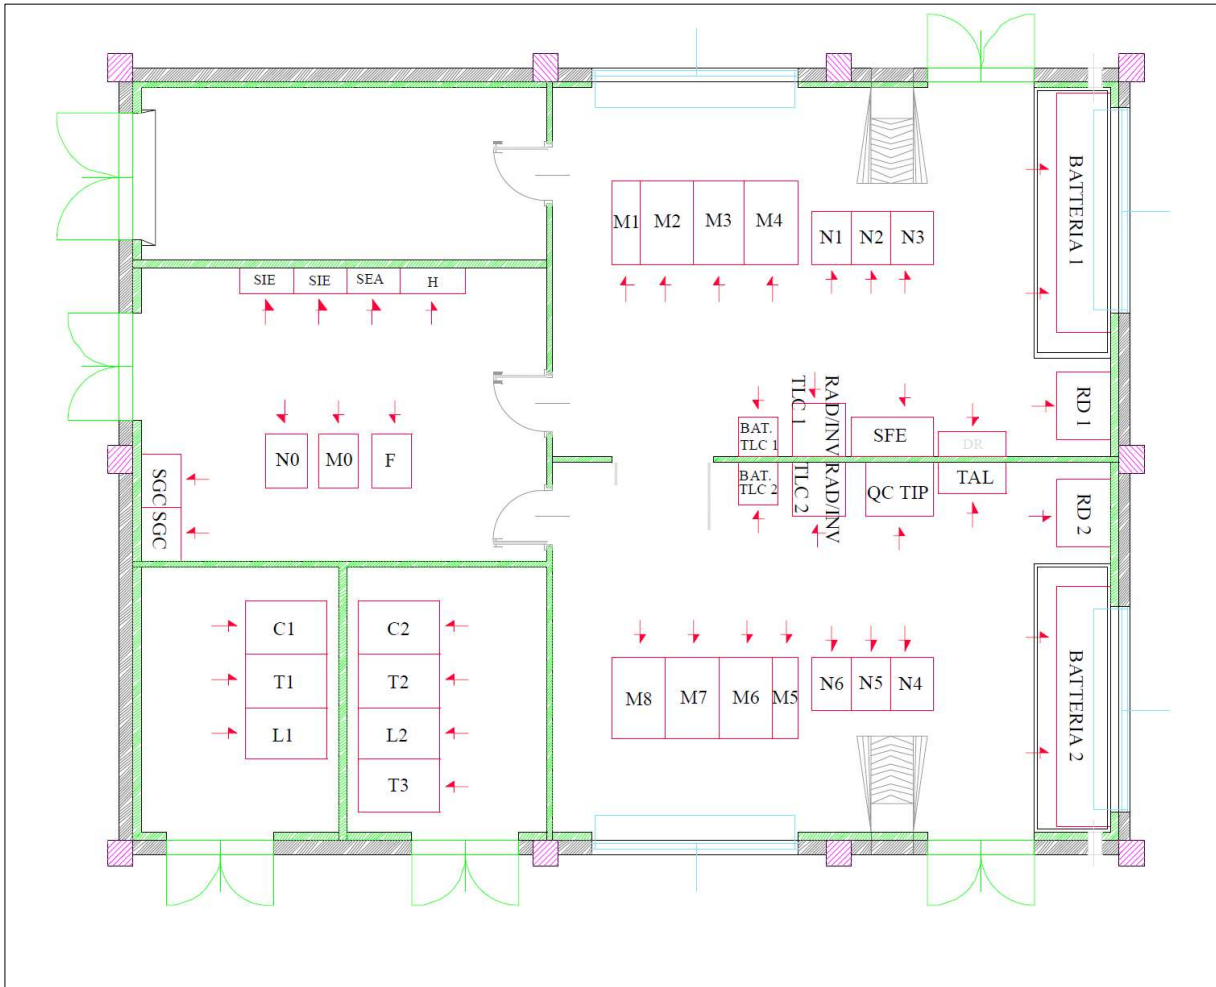 M1 M2 M3 M4
N1 N2 N3
BATTERIA 1
SIE SIE SEA H
RAD/INV
TLC 1
RD 1
BAT.
TLC 1
SFE
DR
N0 M0 F
SGC
SGC
BAT.
TLC 2
RAD/INV
TLC 2
QC TIP
TAL
RD 2
C1
T1
L1
C2
T2
L2
T3
M8 M7 M6 M5
N6 N5 N4
BATTERIA 2